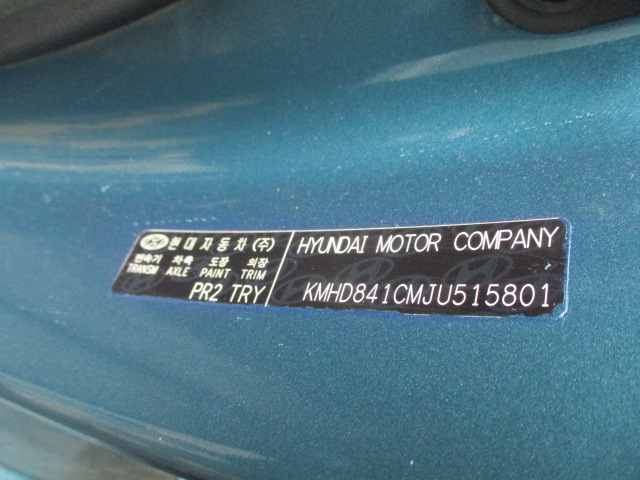 현대자동차(주)
변속기 차축 도장 의장
TRANSM AXLE PAINT TRIM
PR2 TRY
HYUNDAI MOTOR COMPANY
KMHD841CMJU515801